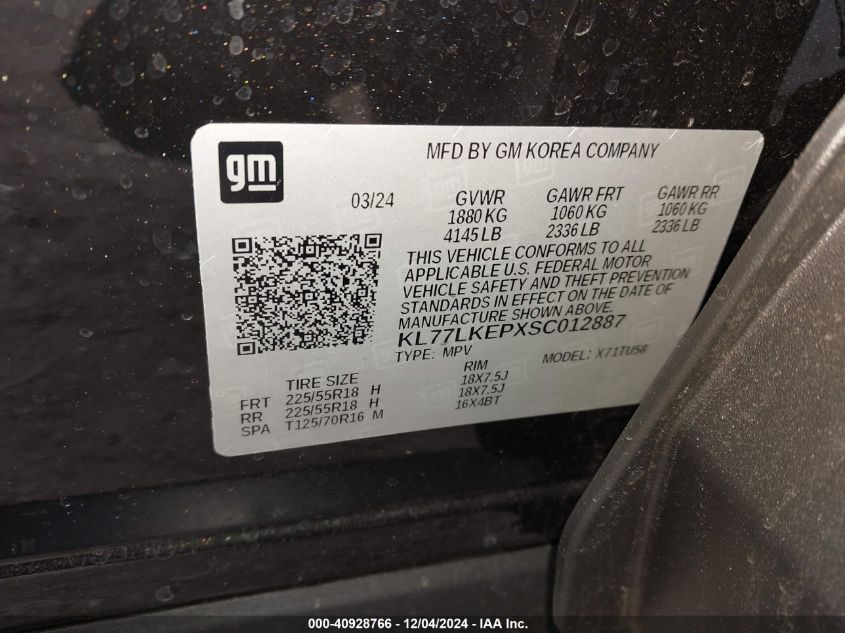 gm
MFD BY GM KOREA COMPANY
03/24 GVWR GAWR FRT GAWR RR
1880 KG 1060 KG 1060 KG
4145 LB 2336 LB 2336 LB
THIS VEHICLE CONFORMS TO ALL
APPLICABLE U.S. FEDERAL MOTOR
VEHICLE SAFETY AND THEFT PREVENTION
STANDARDS IN EFFECT ON THE DATE OF
MANUFACTURE SHOWN ABOVE.
KL77LKEPXSC012887
TYPE: MPV MODEL: X71TU58
TIRE SIZE RIM
FRT 225/55R18 H 18X7.5J
RR 225/55R18 H 18X7.5J
SPA T125/70R16 M 16X4BT
000-40928766 - 12/04/2024 - IAA Inc.